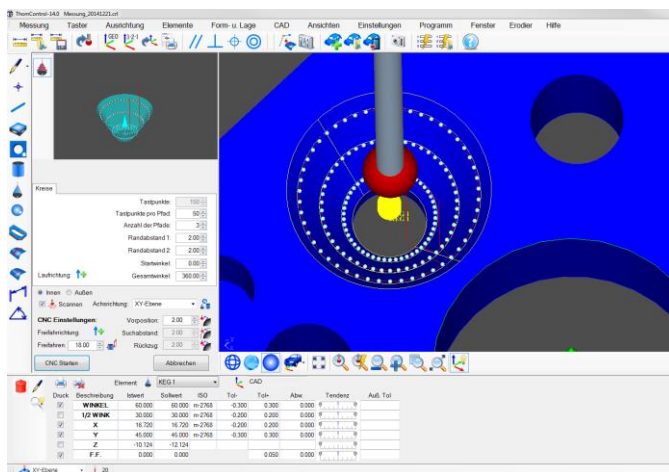 ThomControl-14.0 Messung_20141221.crl
Messung Taster Ausrichtung Elemente Form- u. Lage CAD Ansichten Einstellungen Programm Fenster Eroder Hilfe
GEO 3-2-1
Kreise
Tastpunkte: 150
Tastpunkte pro Pfad: 50
Anzahl der Pfade: 3
Randabstand 1: 2.00
Randabstand 2: 2.00
Startwinkel: 0.00
Laufrichtung: Gesamtwinkel: 360.00
Innen Außen
Scannen Achsrichtung: XY-Ebene
CNC Einstellungen: Vorposition: 2.00
Freifahrrichtung Suchabstand: 2.00
Freifahren: 18.00 Rückzug: 2.00
CNC Starten Abbrechen
Element KEG.1 CAD
Druck Beschreibung Istwert Sollwert ISO Tol- Tol+ Abw. Tendenz Auß. Tol
WINKEL 60.000 60.000 m-2768 -0.300 0.300 0.000
1/2 WINK 30.000 30.000 m-2768 -0.200 0.200 0.000
X 16.720 16.720 m-2768 -0.200 0.200 0.000
Y 45.000 45.000 m-2768 -0.300 0.300 0.000
Z -10.124 -12.124
F.F. 0.000 0.000 0.050 0.000
XY-Ebene 20